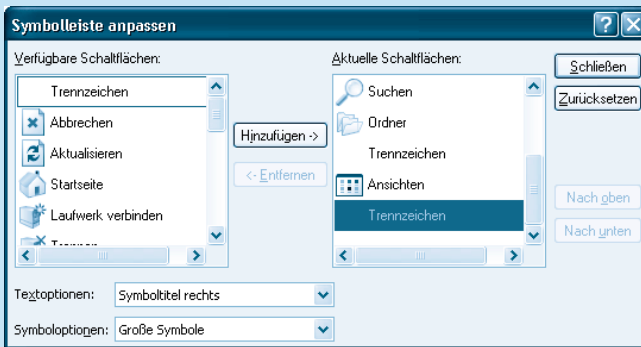 Symbolleiste anpassen
Verfügbare Schaltflächen:
Trennzeichen
Abbrechen
Aktualisieren
Startseite
Laufwerk verbinden
Trennen
Hinzufügen ->
<- Entfernen
Aktuelle Schaltflächen:
Suchen
Ordner
Trennzeichen
Ansichten
Trennzeichen
Schließen
Zurücksetzen
Nach oben
Nach unten
Textoptionen: Symboltitel rechts
Symboloptionen: Große Symbole